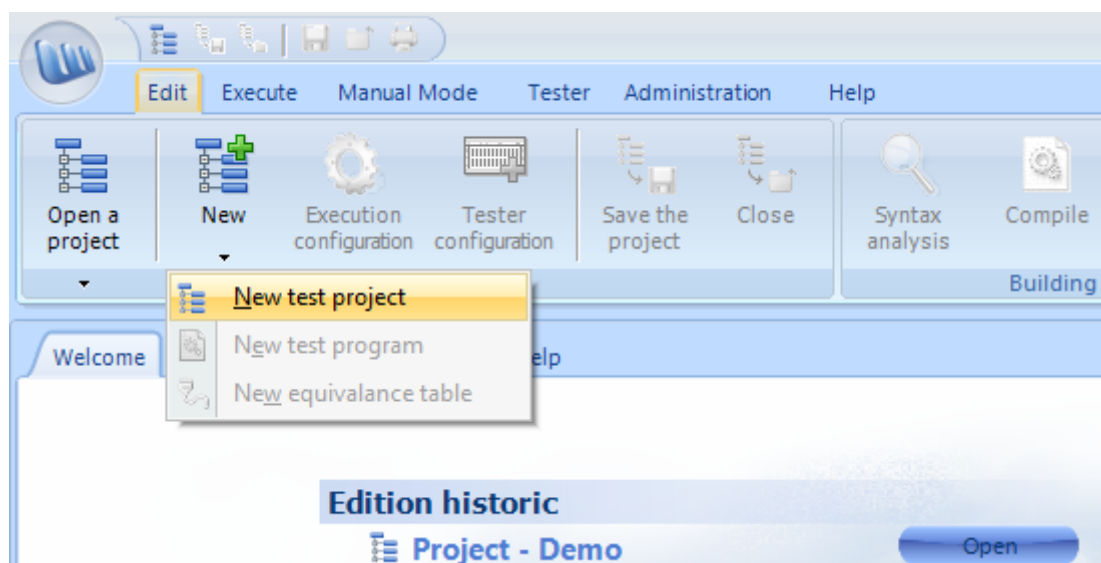 Edit Execute Manual Mode Tester Administration Help
Open a project
New
Execution configuration
Tester configuration
Save the project
Close
Syntax analysis
Compile
Building
New test project
New test program
New equivalance table
Welcome
elp
Edition historic
Project - Demo
Open